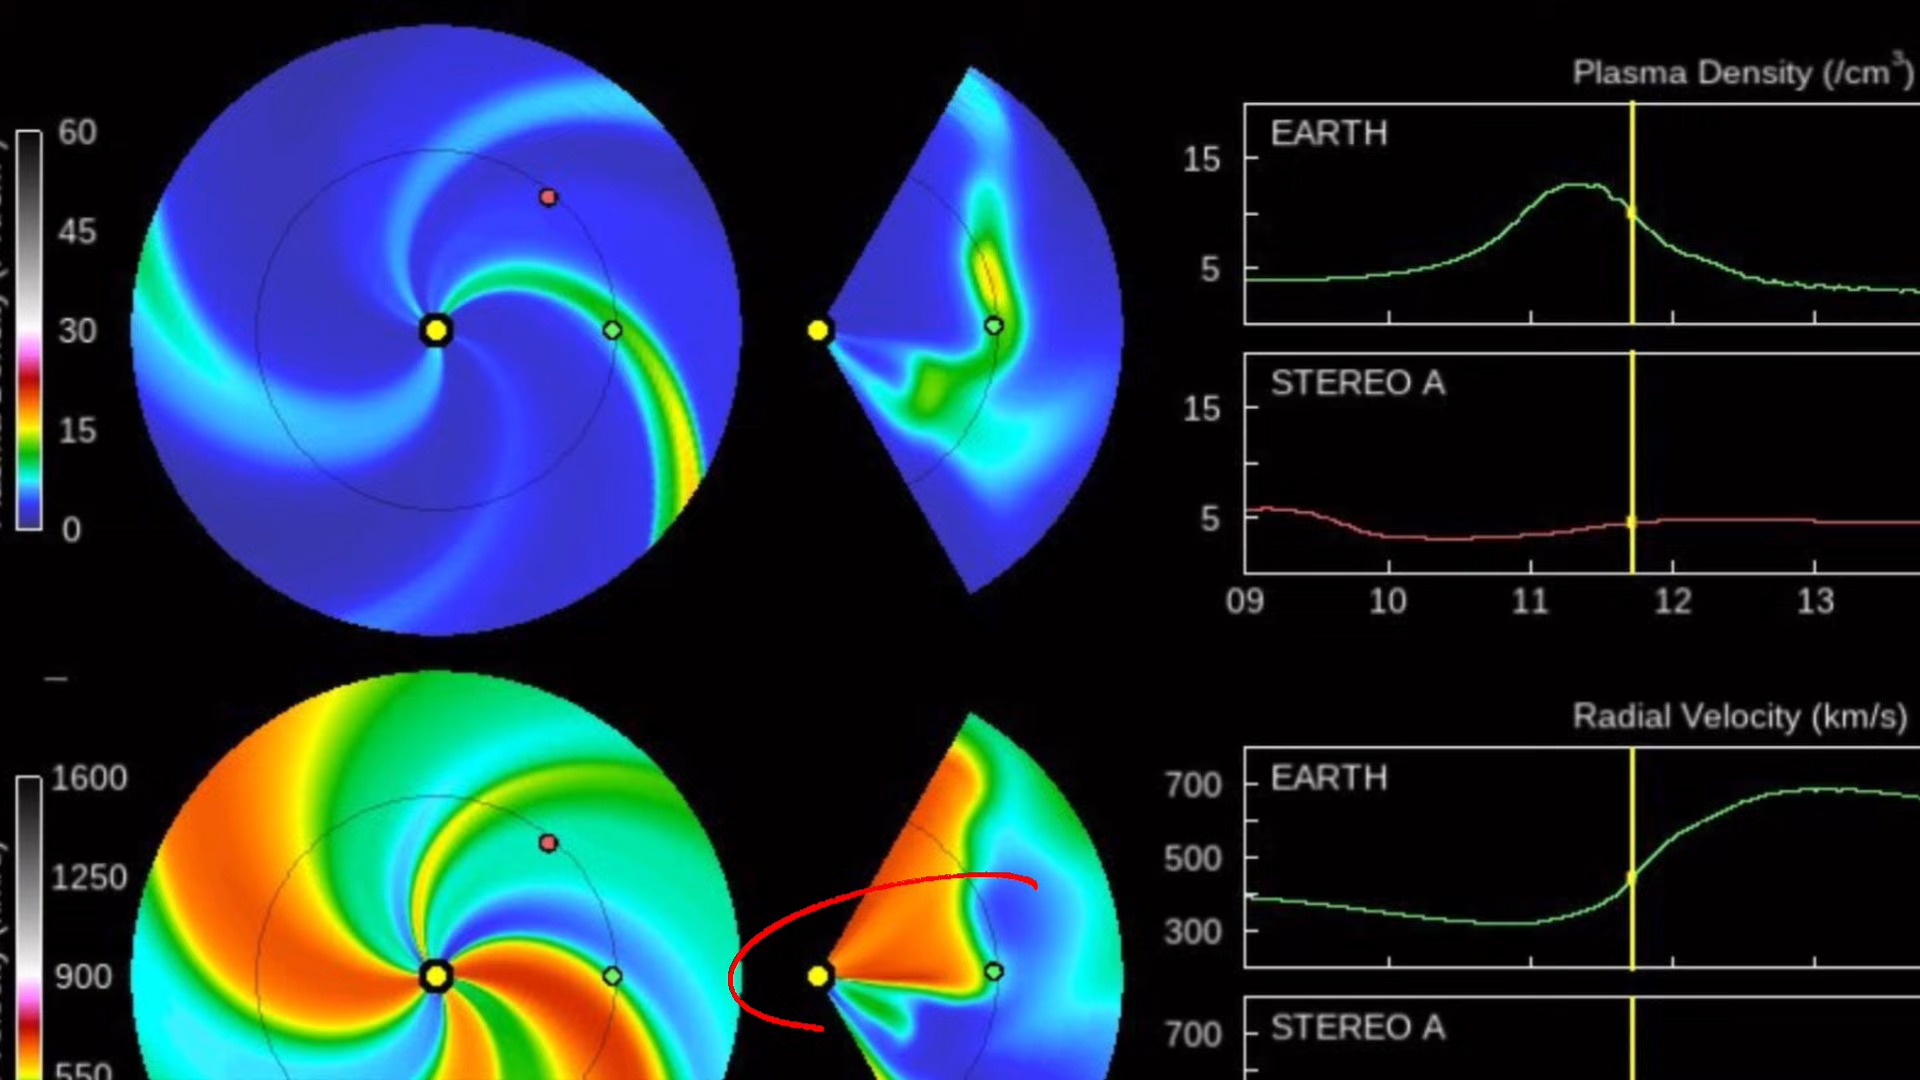 Plasma Density (/cm³)
60
45
30
15
0
EARTH
15
5
STEREO A
15
5
09 10 11 12 13
Radial Velocity (km/s)
1600
1250
900
550
EARTH
700
500
300
STEREO A
700